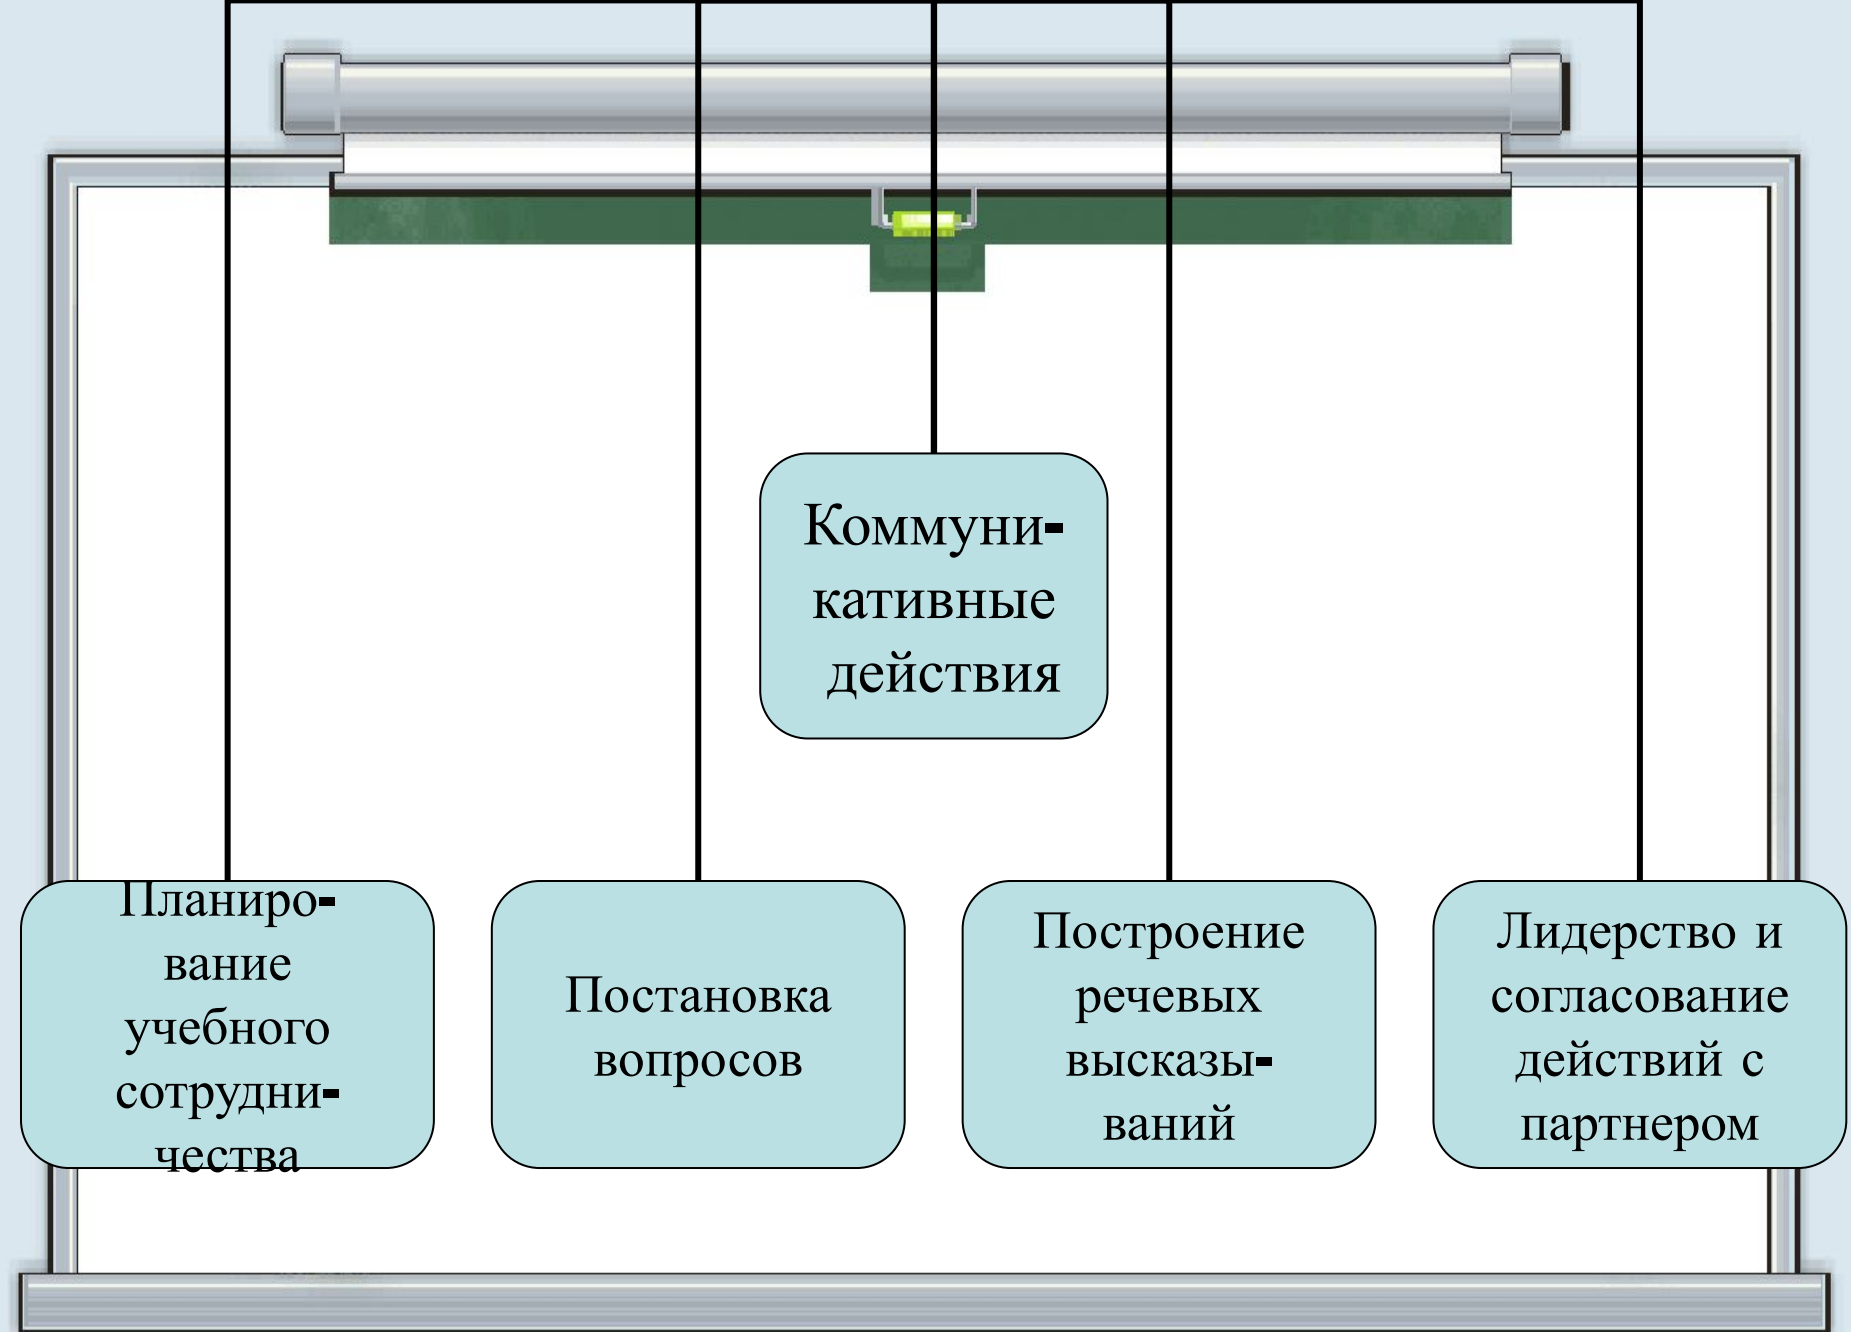 Коммуни-
кативные
действия
Планиро-
вание
учебного
сотрудни-
чества
Постановка
вопросов
Построение
речевых
высказы-
ваний
Лидерство и
согласование
действий с
партнером